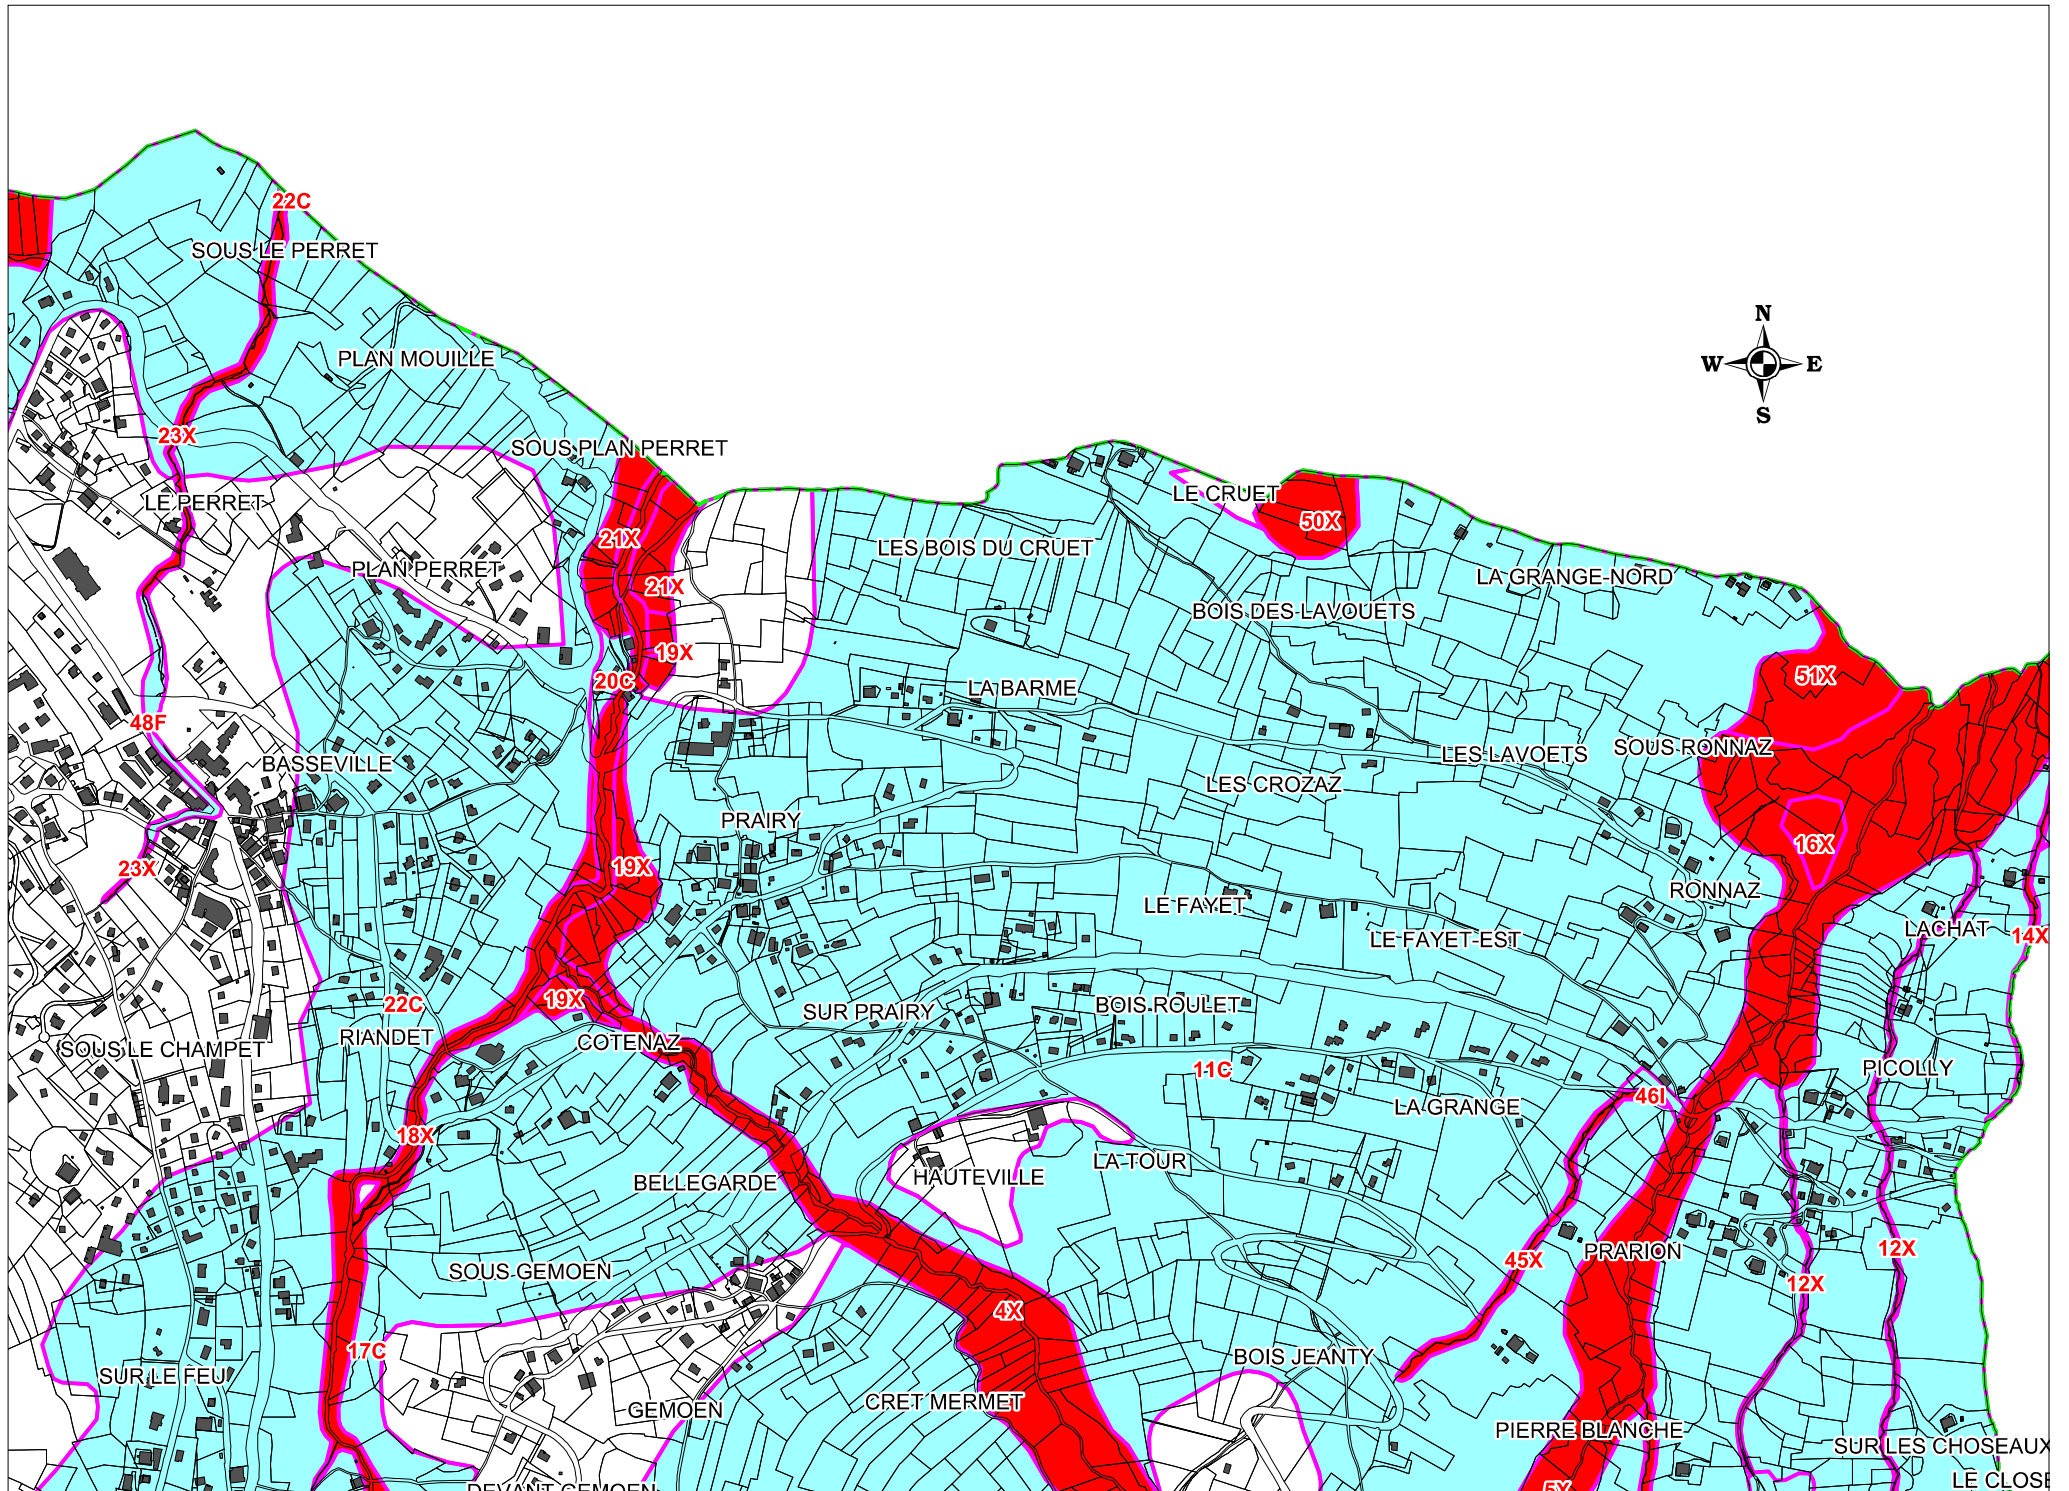 22C
SOUS LE PERRET
N
W
E
S
PLAN MOUILLE
23X
SOUS PLAN PERRET
LE CRUET
50X
LE PERRET
21X
LES BOIS DU CRUET
PLAN PERRET
21X
LA GRANGE-NORD
BOIS DES LAVOUETS
19X
20C
LA BARME
51X
48F
BASSEVILLE
LES LAVOETS
SOUS RONNAZ
LES CROZAZ
PRAIRY
16X
23X
19X
RONNAZ
LE FAYET
LE FAYET-EST
LACHAT
14X
22C
19X
SUR PRAIRY
BOIS ROULET
RIANDET
SOUS LE CHAMPET
COTENAZ
11C
PICOLLY
46I
LA GRANGE
18X
LA TOUR
BELLEGARDE
HAUTEVILLE
SOUS GEMOEN
45X
PRARION
12X
12X
4X
17C
SUR LE FEU
BOIS JEANTY
CRET MERMET
GEMOEN
PIERRE BLANCHE
SUR LES CHOSEAUX
LE CLOSE
DEVANT GEMOEN
5X